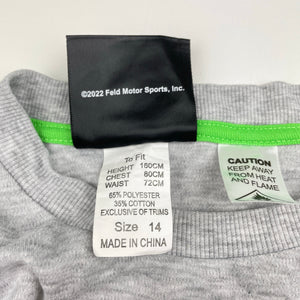 ©2022 Feld Motor Sports, Inc.
To Fit
HEIGHT 160CM
CHEST 80CM
WAIST 72CM
65% POLYESTER
35% COTTON
EXCLUSIVE OF TRIMS
SIZE 14
MADE IN CHINA
CAUTION
KEEP AWAY
FROM HEAT
AND FLAME